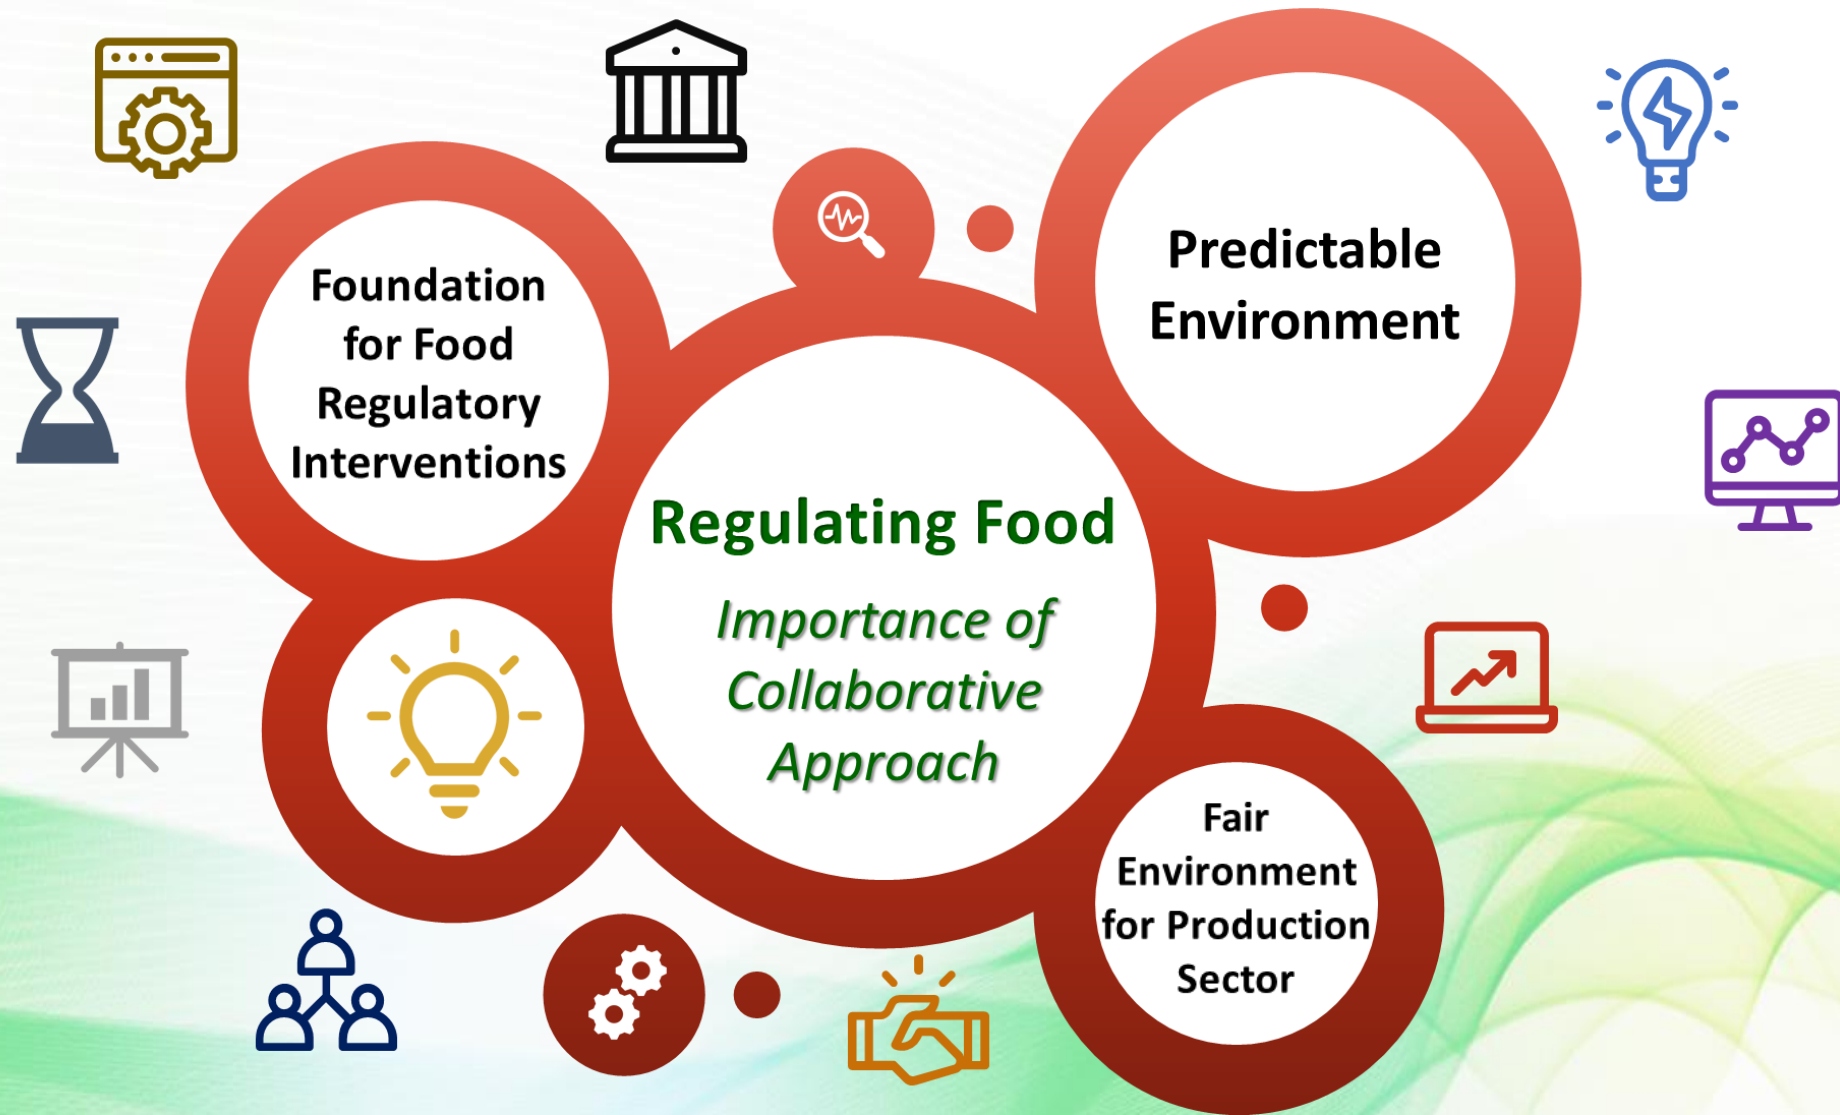 Foundation
for Food
Regulatory
Interventions
Predictable
Environment
Regulating Food
Importance of
Collaborative
Approach
Fair
Environment
for Production
Sector